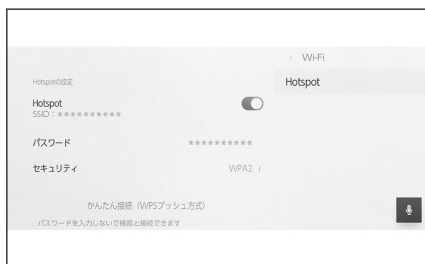 < Wi-Fi
Hotspot
Hotspotの設定
Hotspot
SSID：**********
パスワード **********
セキュリティ WPA2
かんたん接続（WPSプッシュ方式）
パスワードを入力しないで機器と接続できます